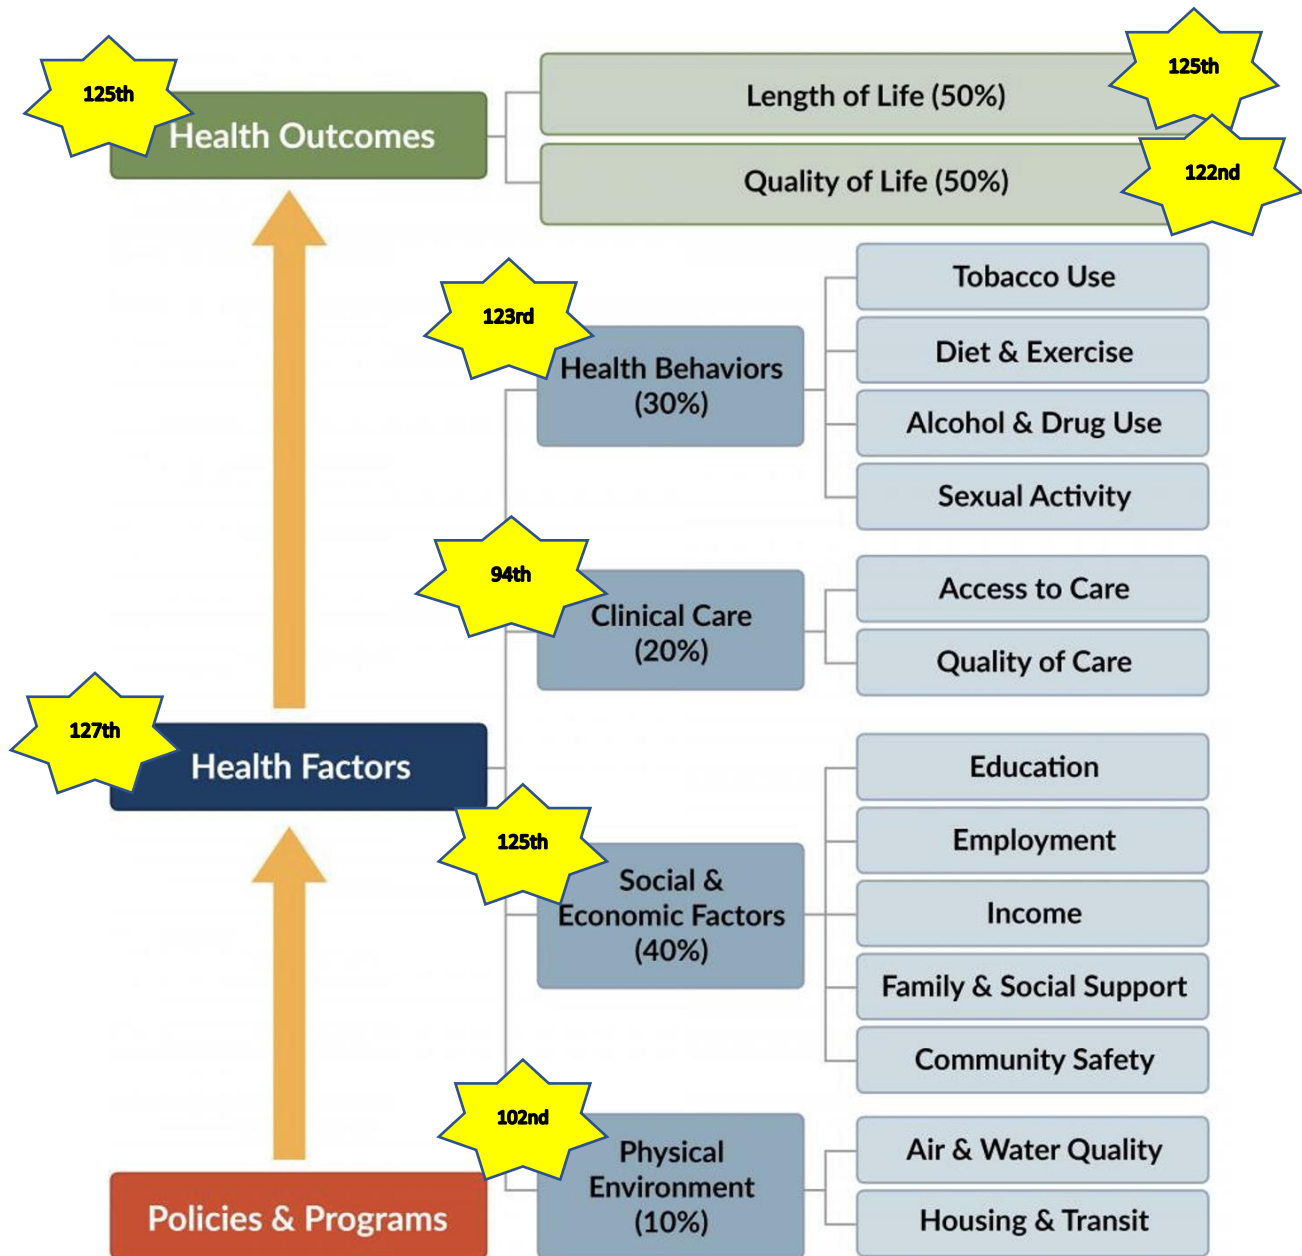 125th
Health Outcomes
Length of Life (50%)
125th
Quality of Life (50%)
122nd
123rd
Health Behaviors
(30%)
Tobacco Use
Diet & Exercise
Alcohol & Drug Use
Sexual Activity
94th
Clinical Care
(20%)
Access to Care
Quality of Care
127th
Health Factors
125th
Social &
Economic Factors
(40%)
Education
Employment
Income
Family & Social Support
Community Safety
102nd
Physical
Environment
(10%)
Air & Water Quality
Housing & Transit
Policies & Programs